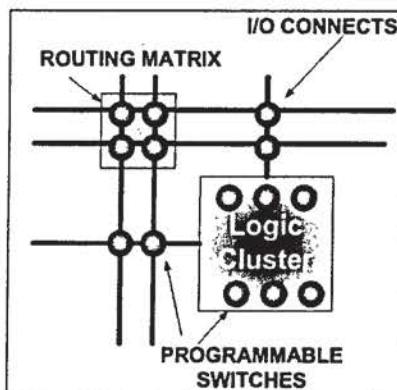 I/O CONNECTS
ROUTING MATRIX
Logic
Cluster
PROGRAMMABLE
SWITCHES